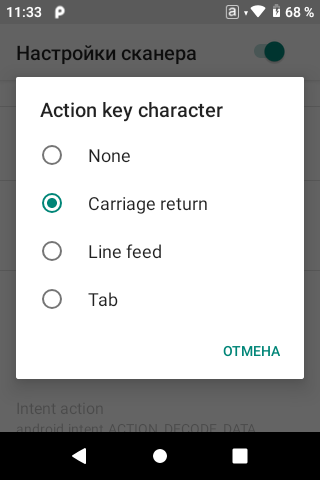 11:33
68 %
Настройки сканера
Action key character
None
Carriage return
Line feed
Tab
ОТМЕНА
Intent action
android.intent.ACTION_DECODE_DATA